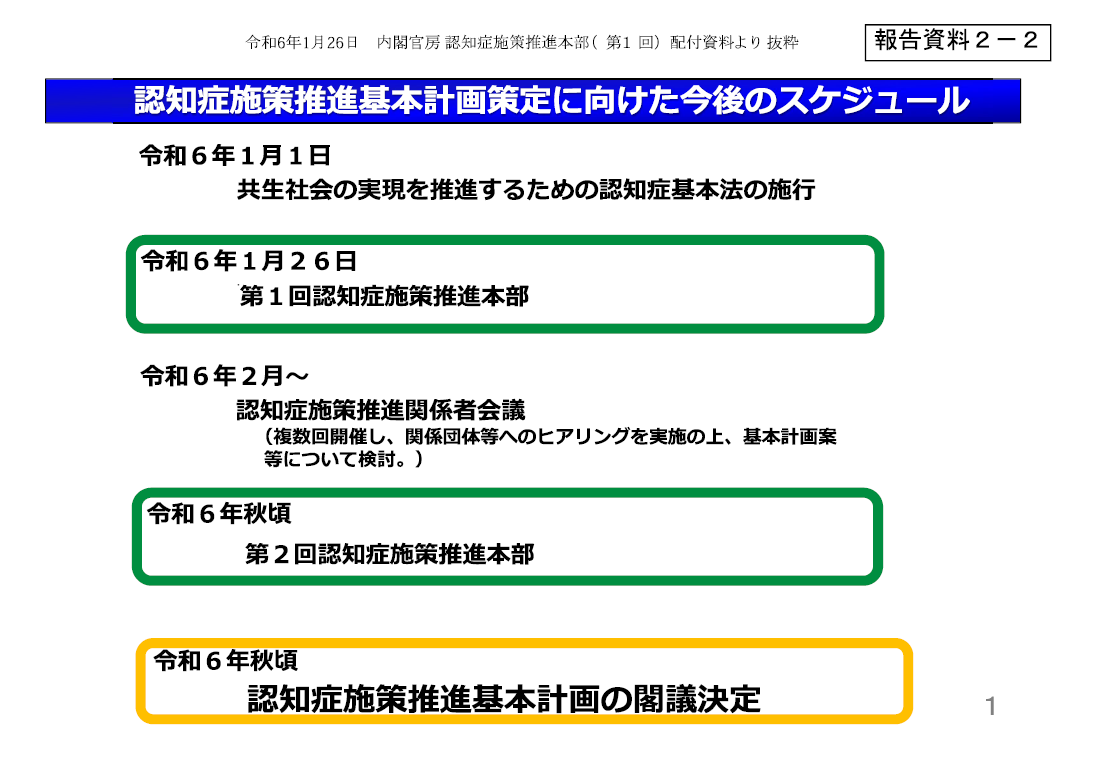 令和6年1月26日　内閣官房 認知症施策推進本部( 第1 回) 配付資料より 抜粋
報告資料２－２
認知症施策推進基本計画策定に向けた今後のスケジュール
令和６年１月１日
共生社会の実現を推進するための認知症基本法の施行
令和６年１月２６日
第１回認知症施策推進本部
令和６年２月～
認知症施策推進関係者会議
（複数回開催し、関係団体等へのヒアリングを実施の上、基本計画案
等について検討。）
令和６年秋頃
第２回認知症施策推進本部
令和６年秋頃
認知症施策推進基本計画の閣議決定
1